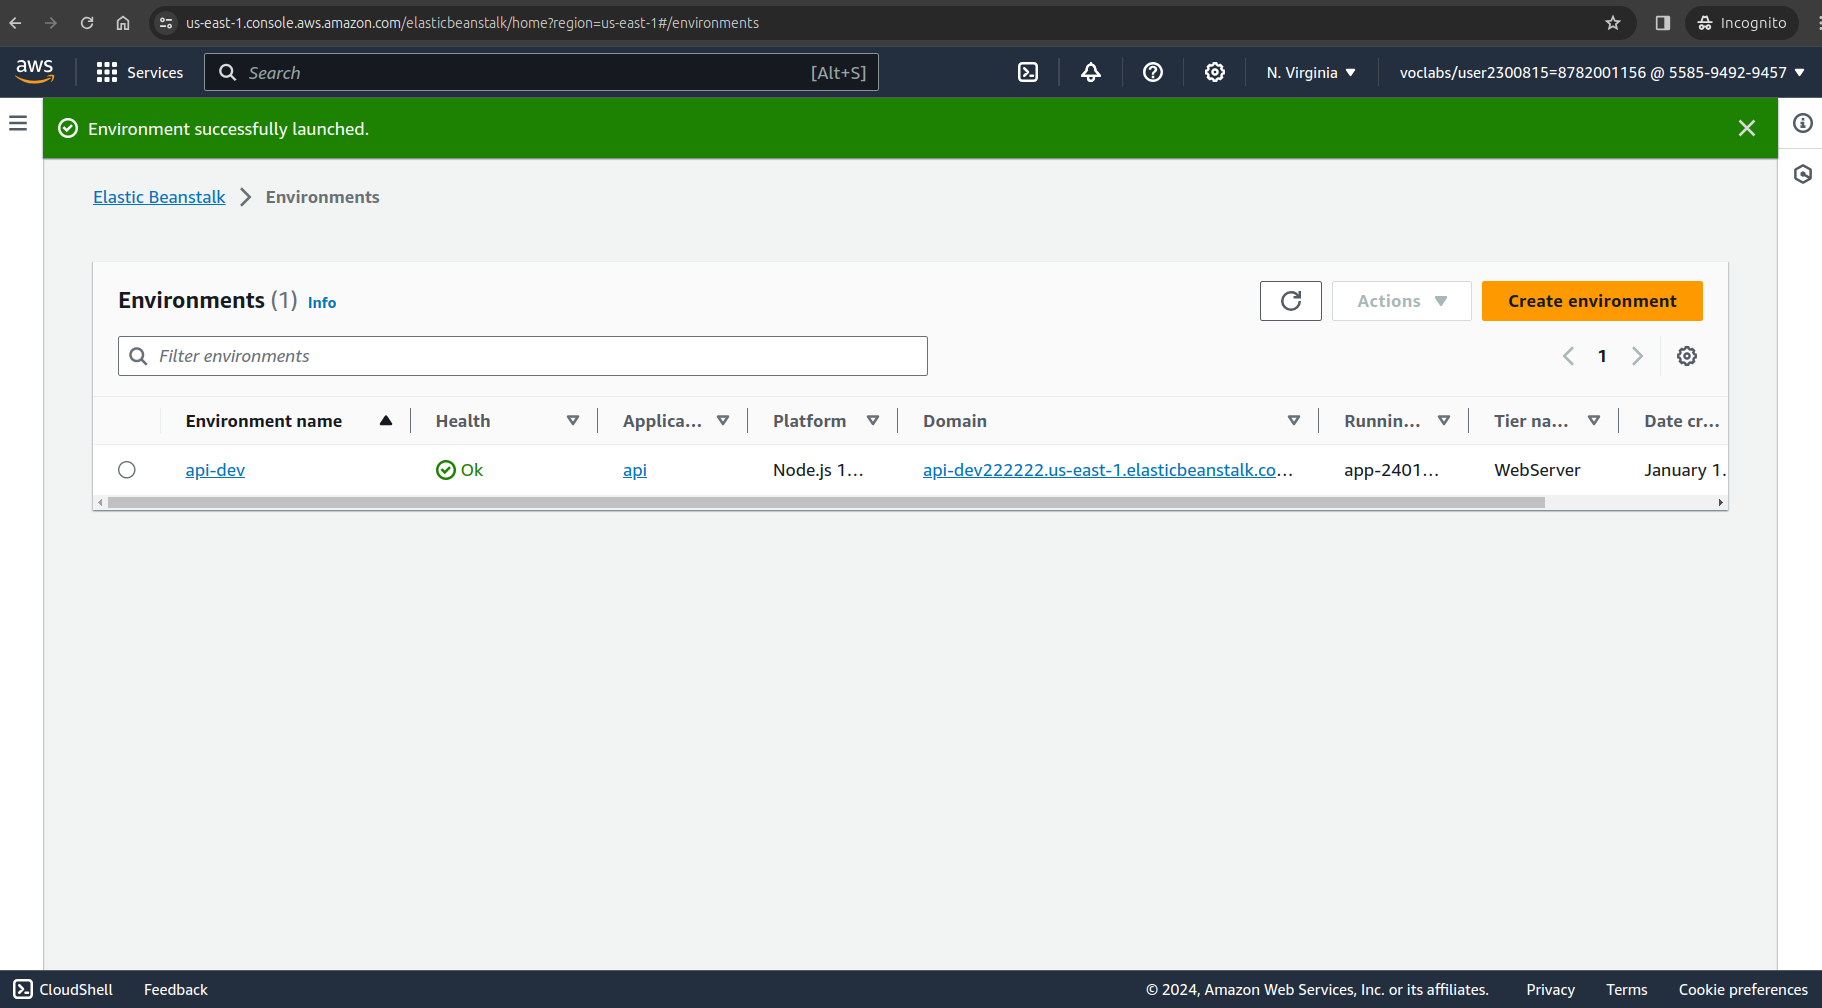 us-east-1.console.aws.amazon.com/elasticbeanstalk/home?region=us-east-1#/environments
Incognito
aws
Services
Search
[Alt+S]
N. Virginia
voclabs/user2300815=8782001156 @ 5585-9492-9457
Environment successfully launched.
Elastic Beanstalk
Environments
Environments (1) Info
Actions
Create environment
Filter environments
1
Environment name
Health
Applica...
Platform
Domain
Runnin...
Tier na...
Date cr...
api-dev
Ok
api
Node.js 1...
api-dev222222.us-east-1.elasticbeanstalk.co...
app-2401...
WebServer
January 1.
CloudShell
Feedback
© 2024, Amazon Web Services, Inc. or its affiliates.
Privacy
Terms
Cookie preferences